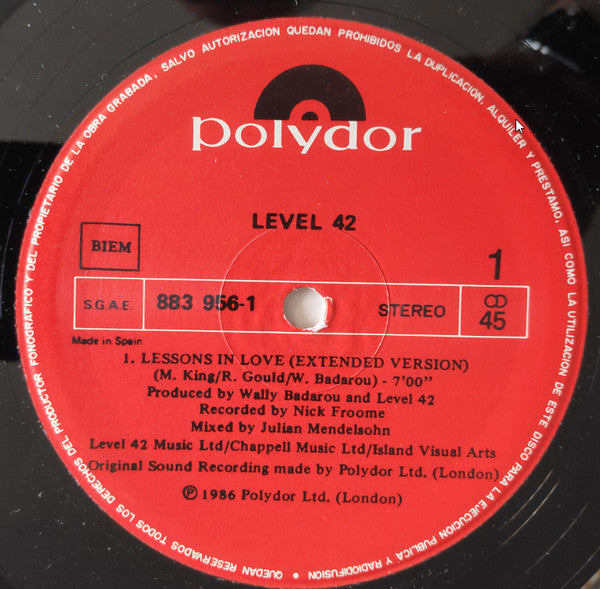 QUEDAN RESERVADOS TODOS LOS DERECHOS DEL PRODUCTOR FONOGRAFICO Y DEL PROPIETARIO DE LA OBRA GRABADA, SALVO AUTORIZACION QUEDAN PROHIBIDOS LA DUPLICACION, ALQUILER Y PRESTAMO, ASI COMO LA UTILIZACION DE ESTE DISCO PARA LA EJECUCION PUBLICA Y RADIODIFUSION •
polydor
LEVEL 42
BIEM
1
S.G.A.E. 883 956-1 STEREO 45
Made in Spain
1. LESSONS IN LOVE (EXTENDED VERSION)
(M. King/R. Gould/W. Badarou) - 7'00"
Produced by Wally Badarou and Level 42
Recorded by Nick Froome
Mixed by Julian Mendelsohn
Level 42 Music Ltd/Chappell Music Ltd/Island Visual Arts
Original Sound Recording made by Polydor Ltd. (London)
℗ 1986 Polydor Ltd. (London)